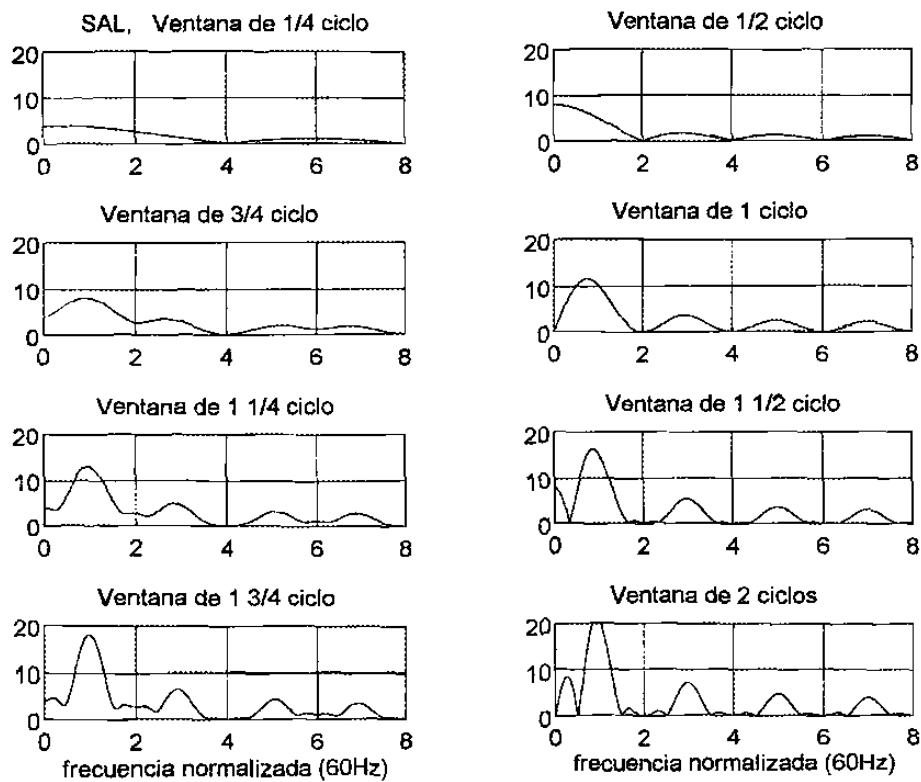 SAL, Ventana de 1/4 ciclo
20
10
0
0 2 4 6 8
Ventana de 1/2 ciclo
20
10
0
0 2 4 6 8
Ventana de 3/4 ciclo
20
10
0
0 2 4 6 8
Ventana de 1 ciclo
20
10
0
0 2 4 6 8
Ventana de 1 1/4 ciclo
20
10
0
0 2 4 6 8
Ventana de 1 1/2 ciclo
20
10
0
0 2 4 6 8
Ventana de 1 3/4 ciclo
20
10
0
0 2 4 6 8
frecuencia normalizada (60Hz)
Ventana de 2 ciclos
20
10
0
0 2 4 6 8
frecuencia normalizada (60Hz)